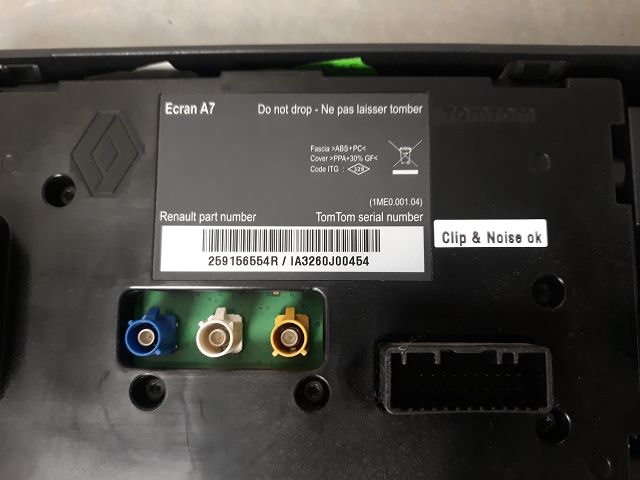 Ecran A7
Do not drop - Ne pas laisser tomber
TOMTOM
Fascia >ABS+PC<
Cover >PPA+30% GF<
Code ITG : 329
(1ME0.001.04)
Renault part number
TomTom serial number
259156554R / IA3260J00454
Clip & Noise ok